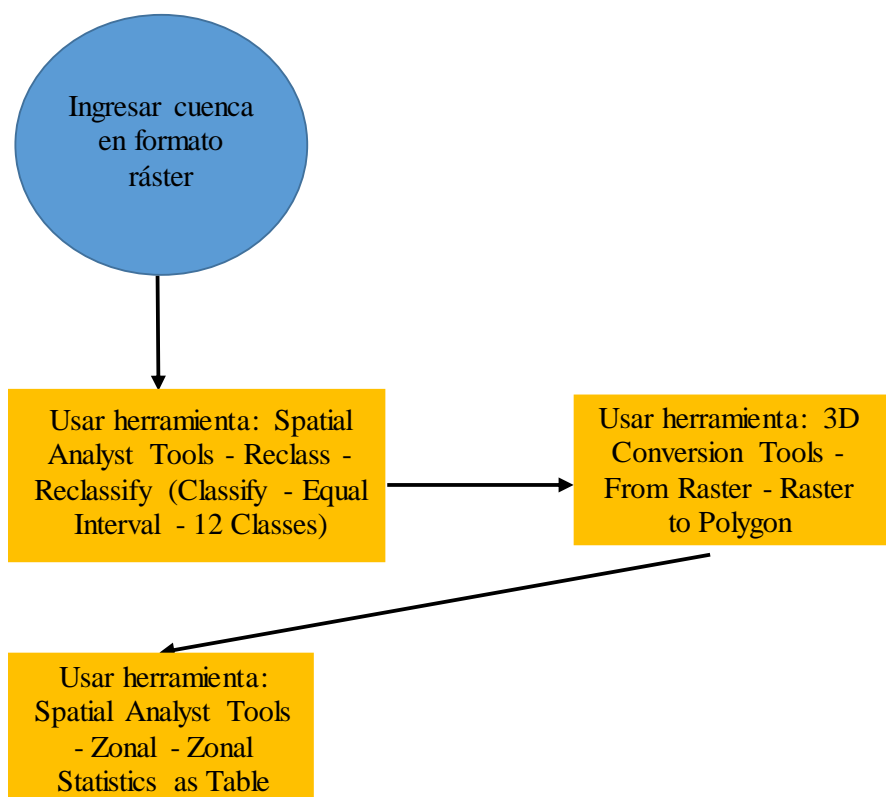 Ingresar cuenca
en formato
ráster
Usar herramienta: Spatial
Analyst Tools - Reclass -
Reclassify (Classify - Equal
Interval - 12 Classes)
Usar herramienta: 3D
Conversion Tools -
From Raster - Raster
to Polygon
Usar herramienta:
Spatial Analyst Tools
- Zonal - Zonal
Statistics as Table